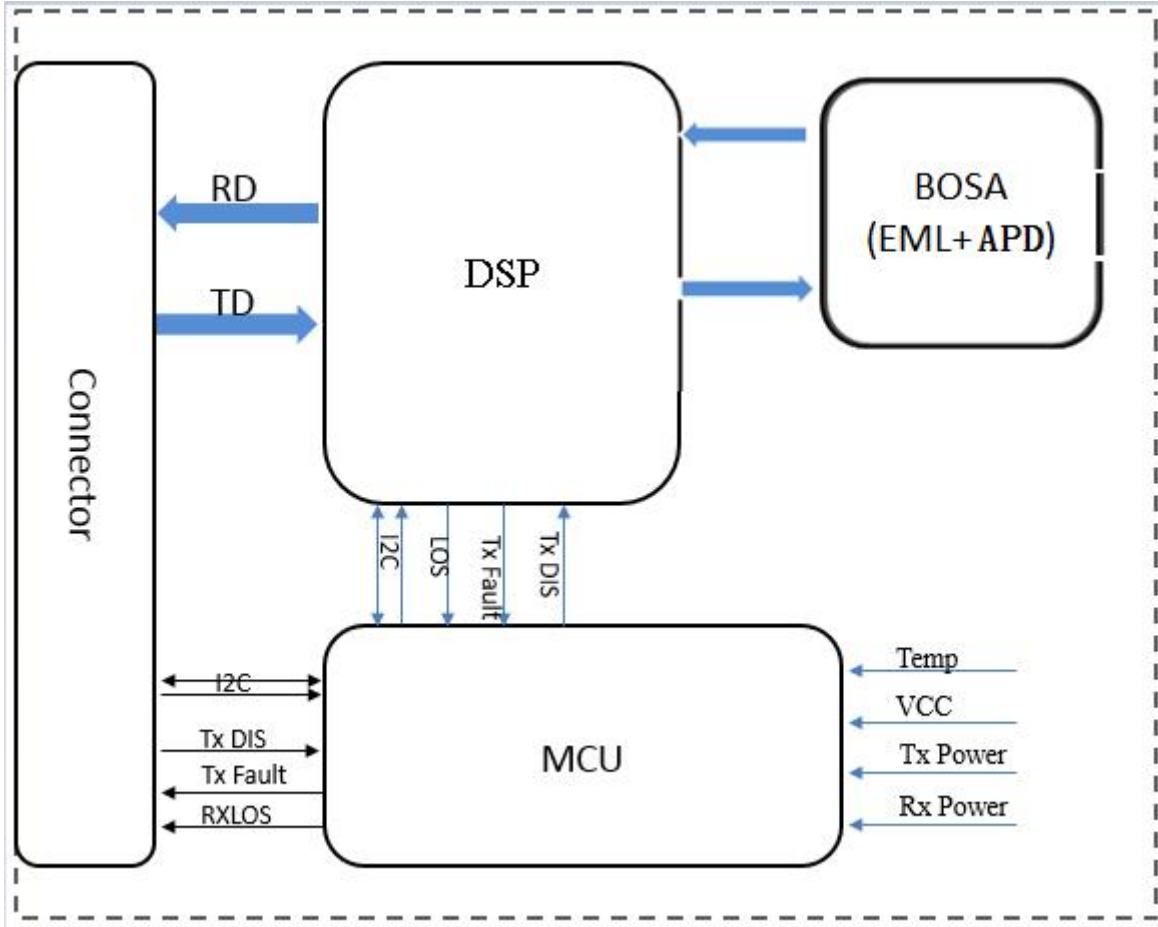 RD
TD
Connector
DSP
BOSA
(EML+APD)
I2C
LOS
Tx Fault
Tx DIS
I2C
Tx DIS
Tx Fault
RXLOS
MCU
Temp
VCC
Tx Power
Rx Power